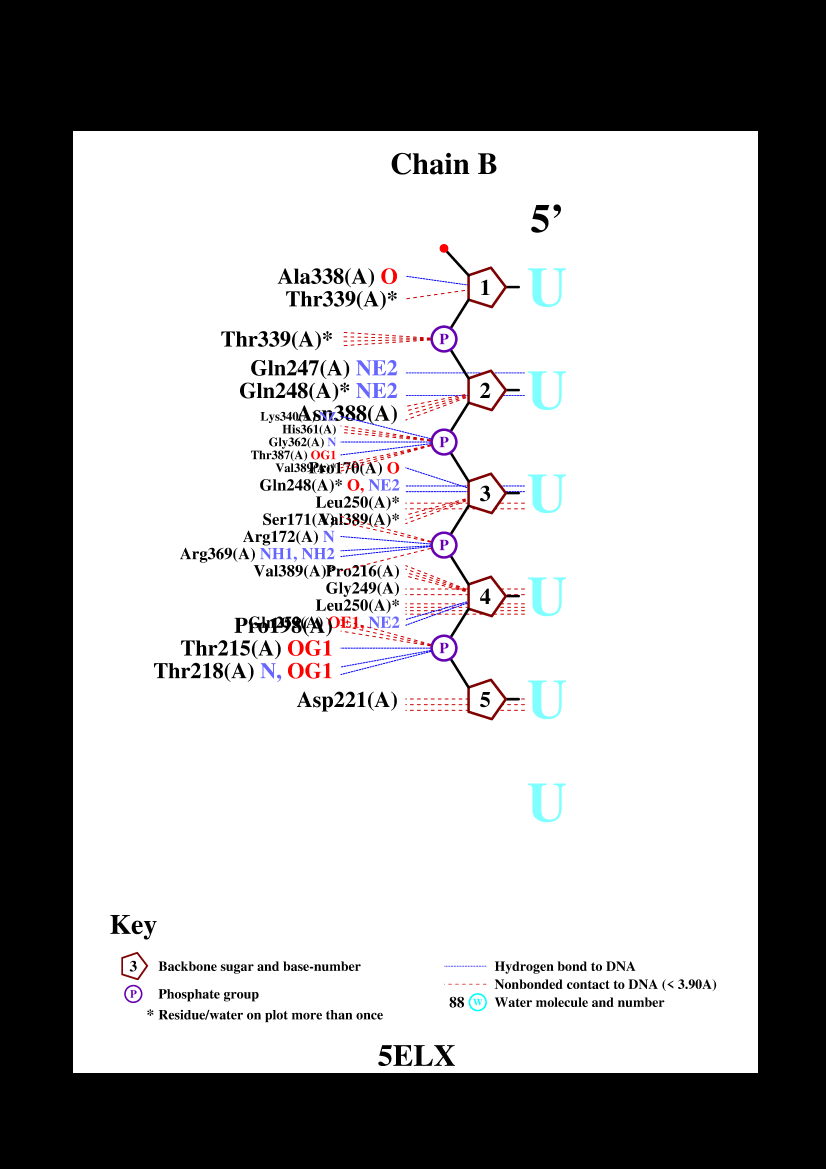 Chain B
5’
Ala338(A) O
1
U
Thr339(A)*
Thr339(A)*
P
Gln247(A) NE2
Gln248(A)* NE2
2
U
Asn388(A)
Lys340(A)
His361(A)
Gly362(A) N
P
Thr387(A) OG1
Val389(A)*
Pro170(A) O
Gln248(A)* O, NE2
3
U
Leu250(A)*
Ser171(A)
Val389(A)*
Arg172(A) N
P
Arg369(A) NH1, NH2
Val389(A)*
Pro216(A)
Gly249(A)
4
U
Leu250(A)*
OE1, NE2
Pro198(A)
Thr215(A) OG1
P
Thr218(A) N, OG1
Asp221(A)
5
U
U
Key
3 Backbone sugar and base-number
P Phosphate group
* Residue/water on plot more than once
Hydrogen bond to DNA
Nonbonded contact to DNA (< 3.90A)
88 W Water molecule and number
5ELX